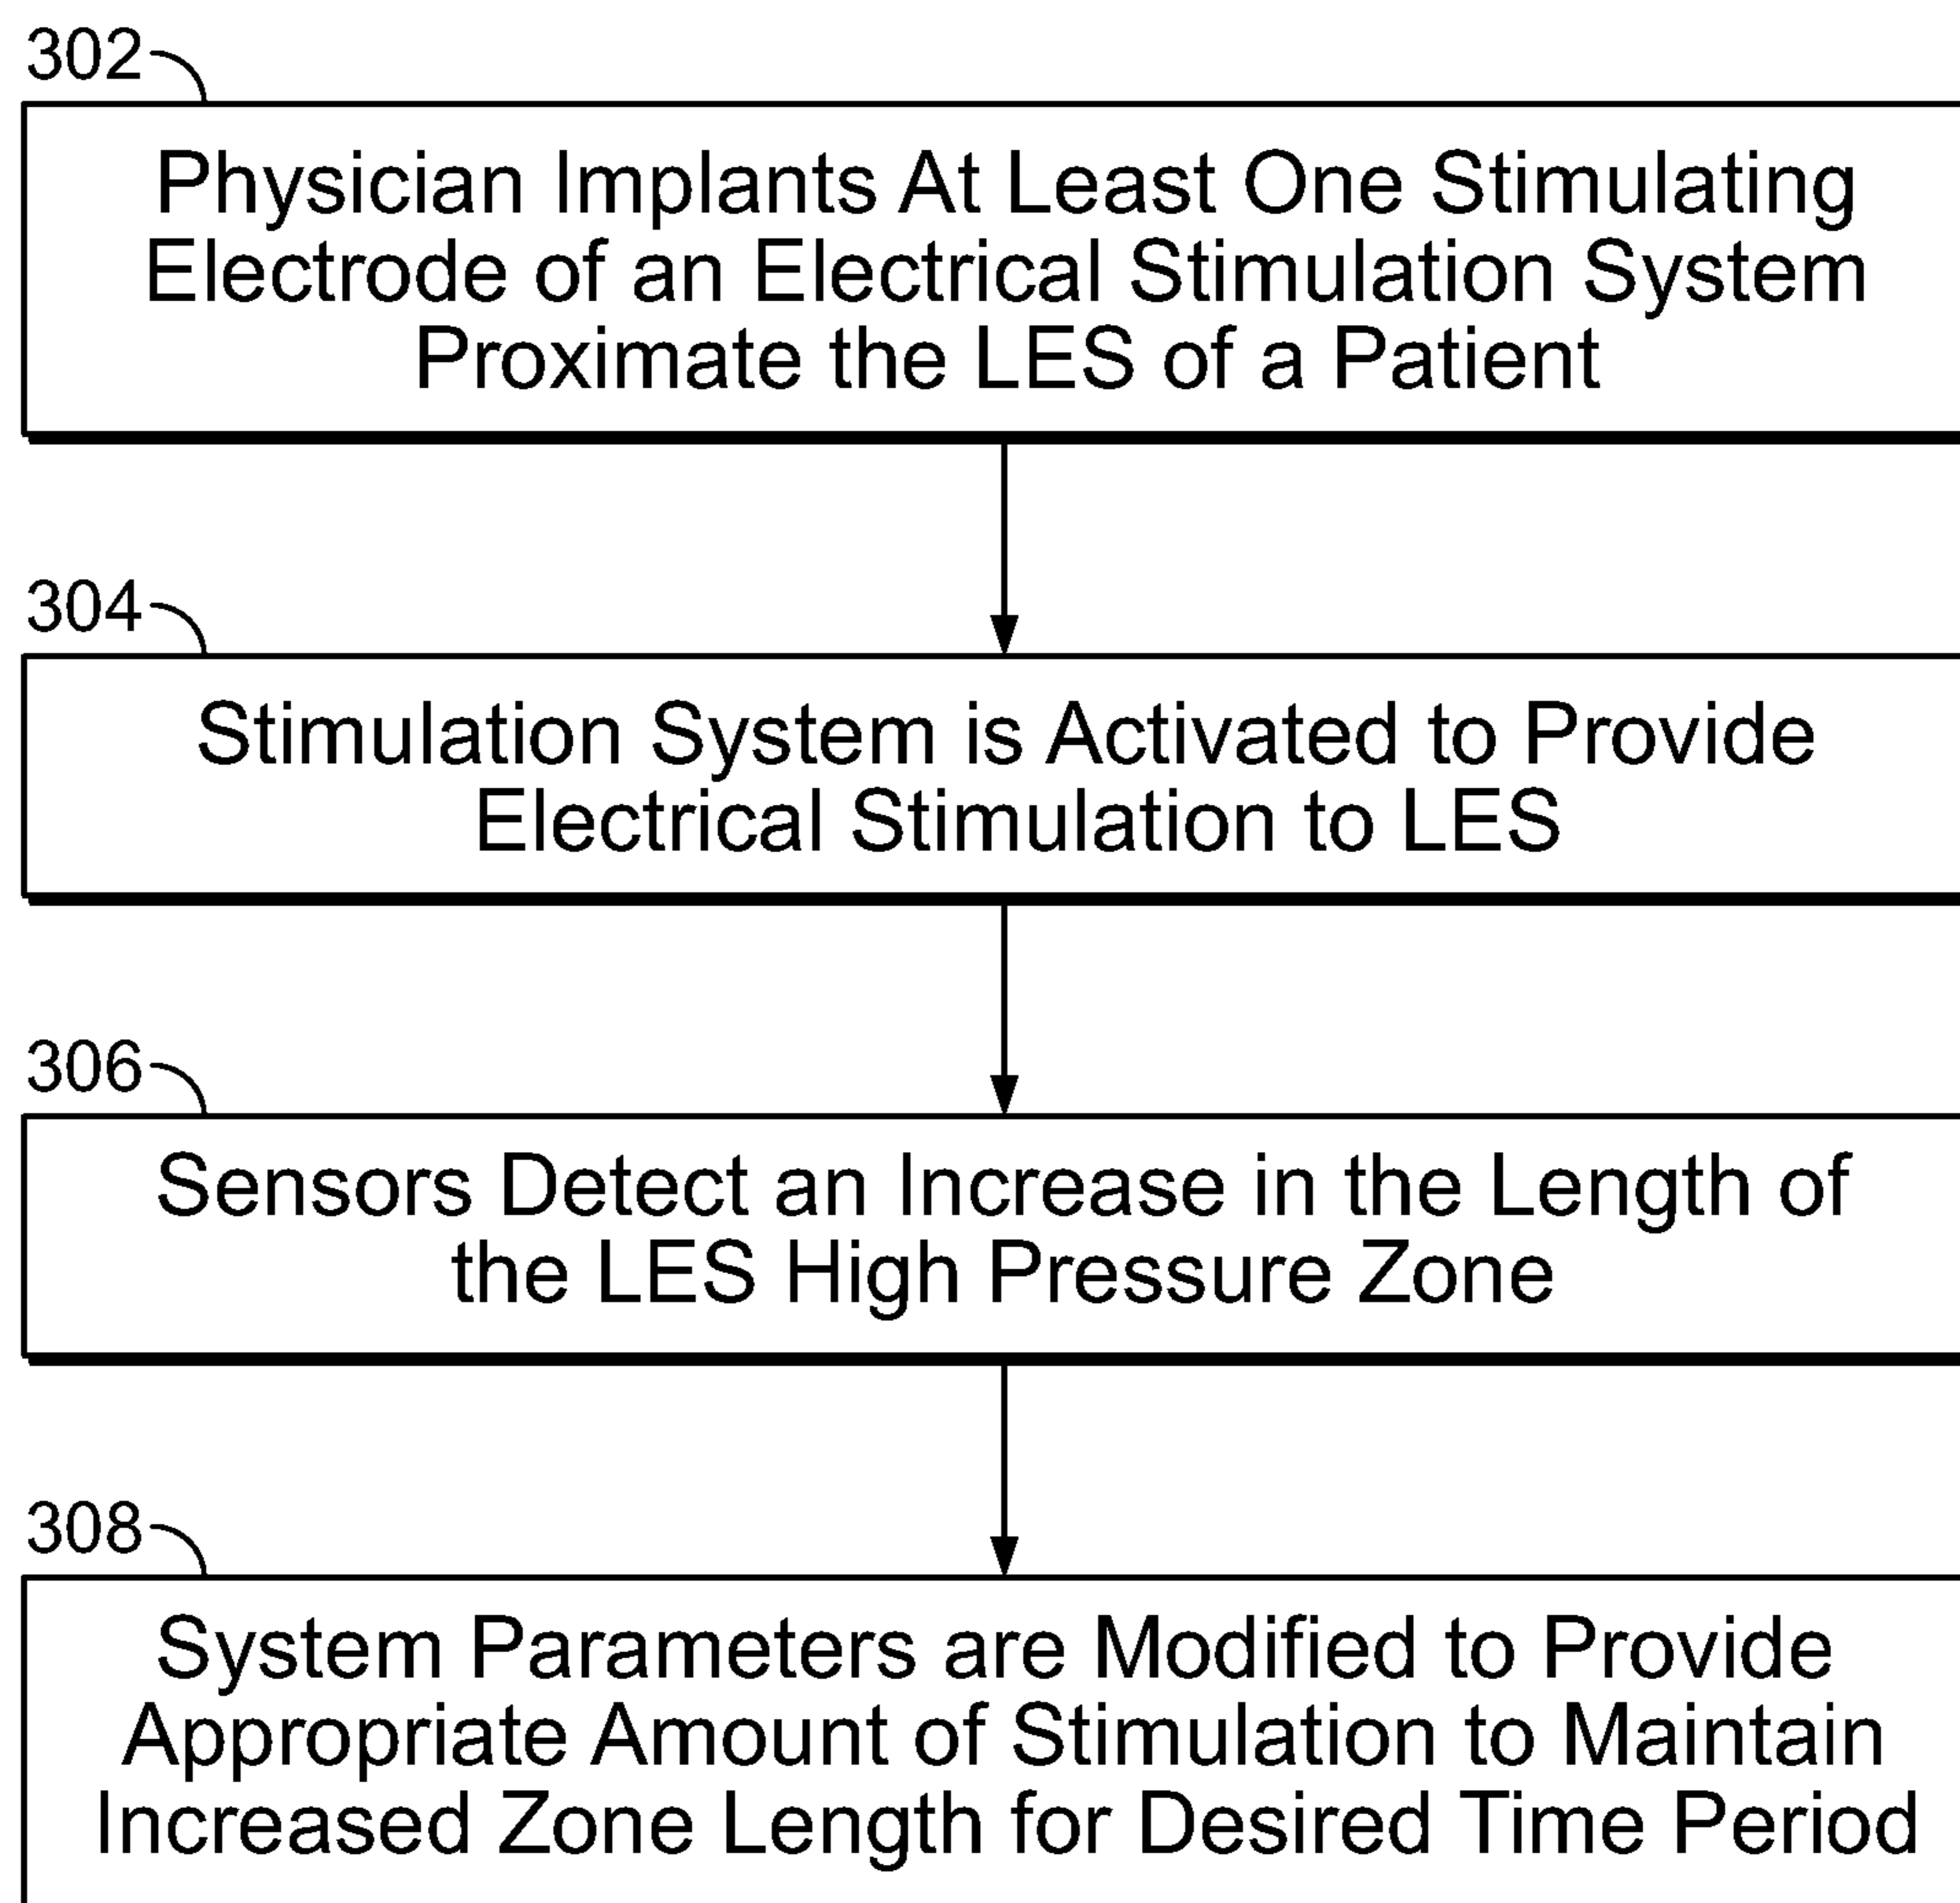 302
Physician Implants At Least One Stimulating
Electrode of an Electrical Stimulation System
Proximate the LES of a Patient
304
Stimulation System is Activated to Provide
Electrical Stimulation to LES
306
Sensors Detect an Increase in the Length of
the LES High Pressure Zone
308
System Parameters are Modified to Provide
Appropriate Amount of Stimulation to Maintain
Increased Zone Length for Desired Time Period